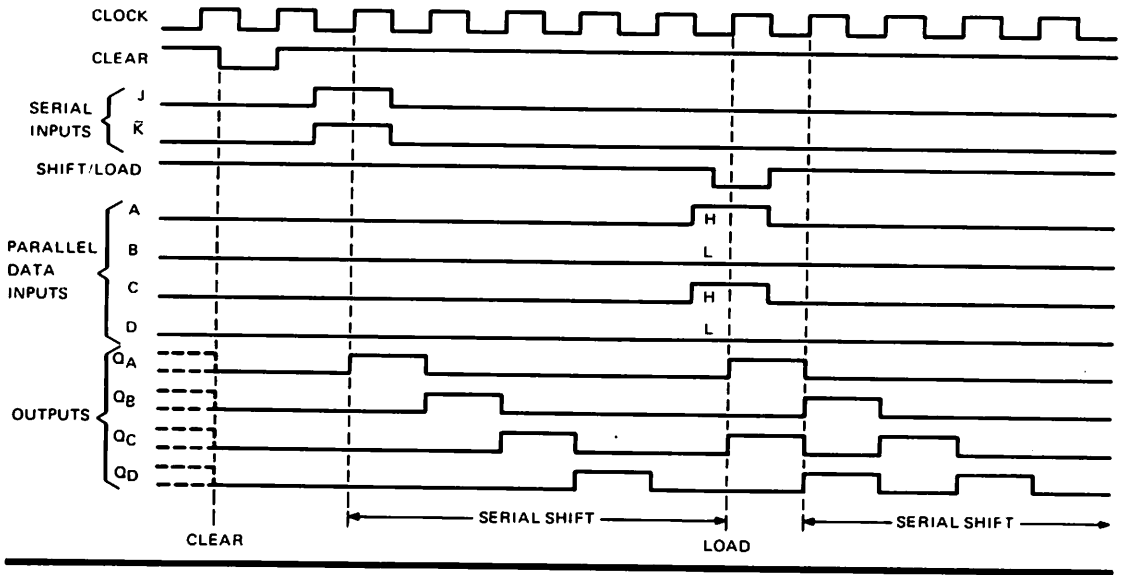 CLOCK
CLEAR
SERIAL
INPUTS
J
K̄
SHIFT/LOAD
PARALLEL
DATA
INPUTS
A
H
B
L
C
H
D
L
OUTPUTS
QA
QB
QC
QD
SERIAL SHIFT
SERIAL SHIFT
CLEAR
LOAD